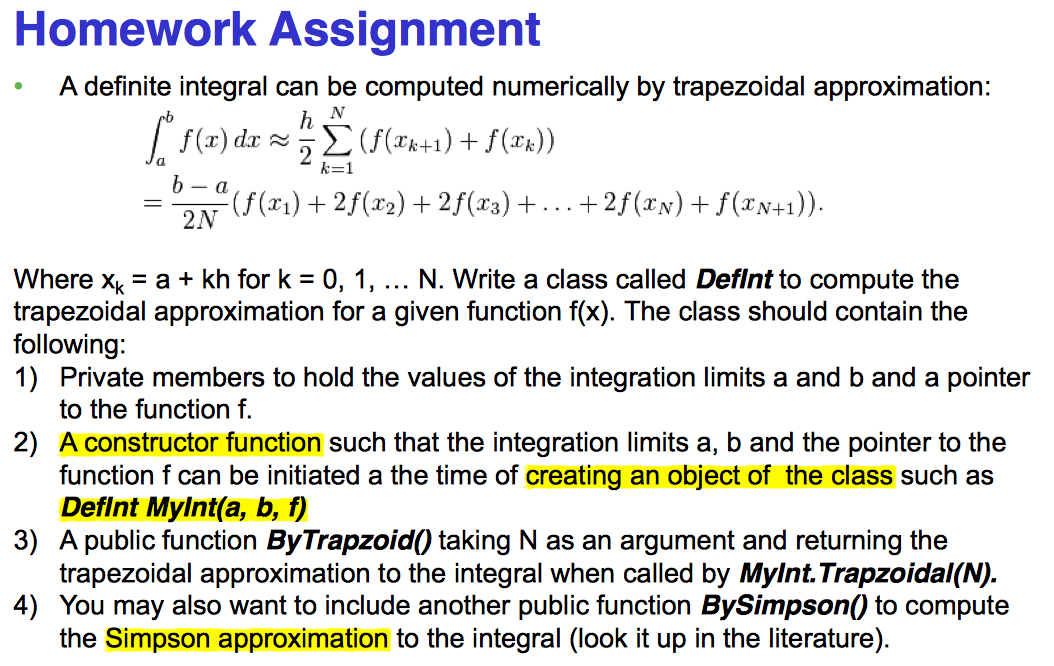 Homework Assignment
• A definite integral can be computed numerically by trapezoidal approximation:
∫_a^b f(x) dx ≈ h/2 ∑_{k=1}^{N} (f(x_{k+1}) + f(x_k))
= (b − a)/(2N) (f(x_1) + 2f(x_2) + 2f(x_3) + . . . + 2f(x_N) + f(x_{N+1})).
Where x_k = a + kh for k = 0, 1, … N. Write a class called DefInt to compute the
trapezoidal approximation for a given function f(x). The class should contain the
following:
1) Private members to hold the values of the integration limits a and b and a pointer
to the function f.
2) A constructor function such that the integration limits a, b and the pointer to the
function f can be initiated a the time of creating an object of the class such as
DefInt MyInt(a, b, f)
3) A public function ByTrapzoid() taking N as an argument and returning the
trapezoidal approximation to the integral when called by MyInt.Trapzoidal(N).
4) You may also want to include another public function BySimpson() to compute
the Simpson approximation to the integral (look it up in the literature).